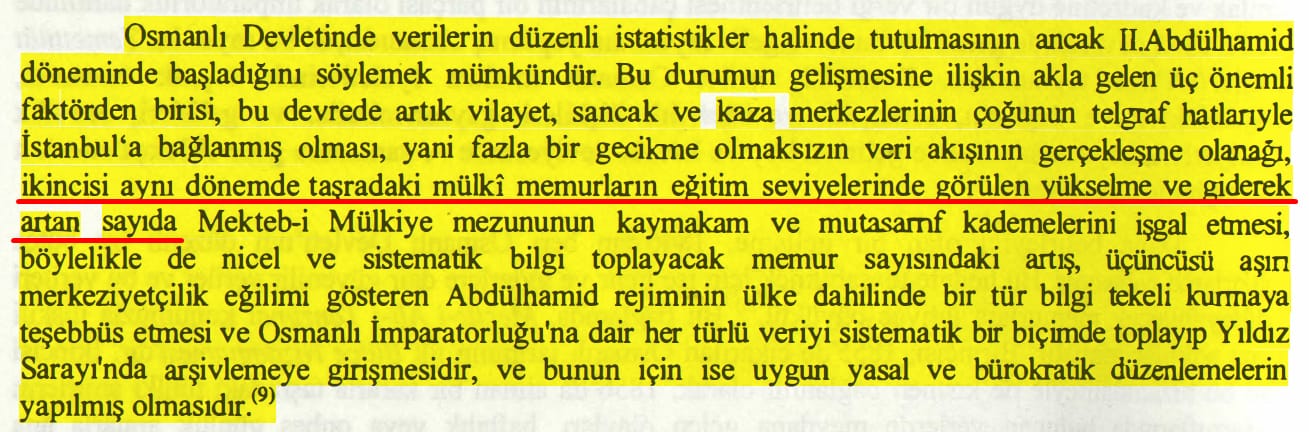 Osmanlı Devletinde verilerin düzenli istatistikler halinde tutulmasının ancak II.Abdülhamid
döneminde başladığını söylemek mümkündür. Bu durumun gelişmesine ilişkin akla gelen üç önemli
faktörden birisi, bu devrede artık vilayet, sancak ve kaza merkezlerinin çoğunun telgraf hatlarıyle
İstanbul‘a bağlanmış olması, yani fazla bir gecikme olmaksızın veri akışının gerçekleşme olanağı,
ikincisi aynı dönemde taşradaki mülkî memurların eğitim seviyelerinde görülen yükselme ve giderek
artan sayıda Mekteb-i Mülkiye mezununun kaymakam ve mutasarrıf kademelerini işgal etmesi,
böylelikle de nicel ve sistematik bilgi toplayacak memur sayısındaki artış, üçüncüsü aşırı
merkeziyetçilik eğilimi gösteren Abdülhamid rejiminin ülke dahilinde bir tür bilgi tekeli kurmaya
teşebbüs etmesi ve Osmanlı İmparatorluğu'na dair her türlü veriyi sistematik bir biçimde toplayıp Yıldız
Sarayı'nda arşivlemeye girişmesidir, ve bunun için ise uygun yasal ve bürokratik düzenlemelerin
yapılmış olmasıdır.(9)